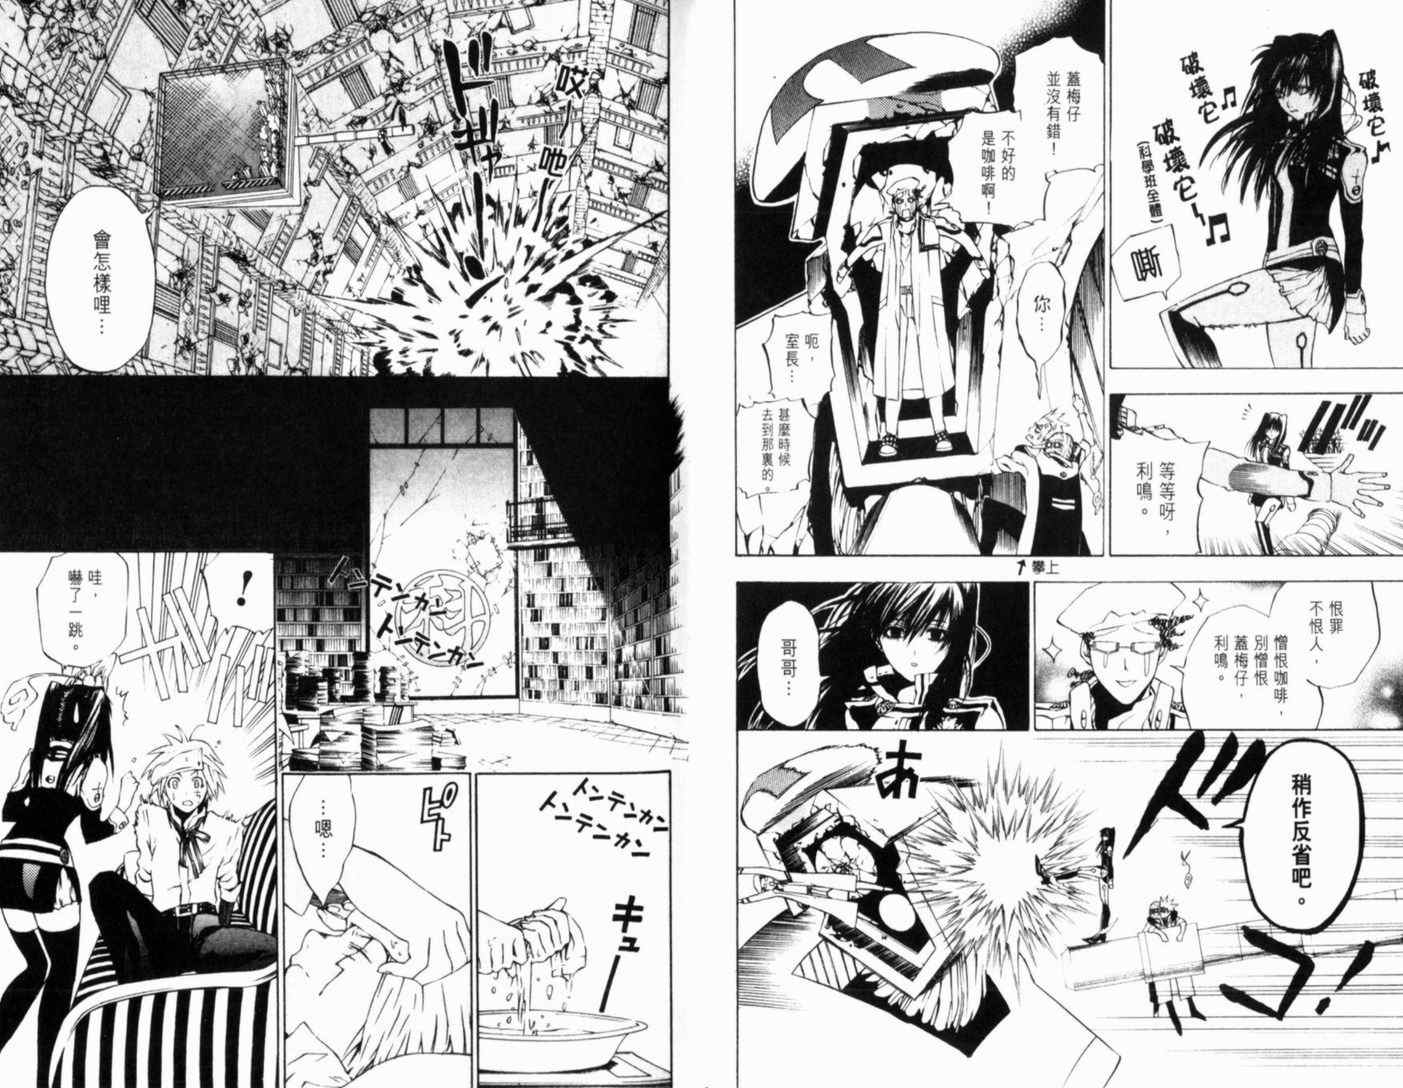 破壞它♫
破壞它♫
破壞它~♫
(科學班全體)
嘶
等等呀，
利鳴。
蓋梅仔
並沒有錯！
不好的
是咖啡啊！
你…
呃，
室長…
甚麼時候
去到那裏的。
↑攀上
恨罪
不恨人，
憎恨咖啡，
別憎恨
蓋梅仔，
利鳴。
哥哥…
稍作反省吧。
ドコ！
あ
哎—吔—
ドギャ
會怎樣哩…
科
トンテンカン
トンテンカン
トンテンカン
トンテンカン
キュー
ピト
…嗯…
！
哇，
嚇了一跳。